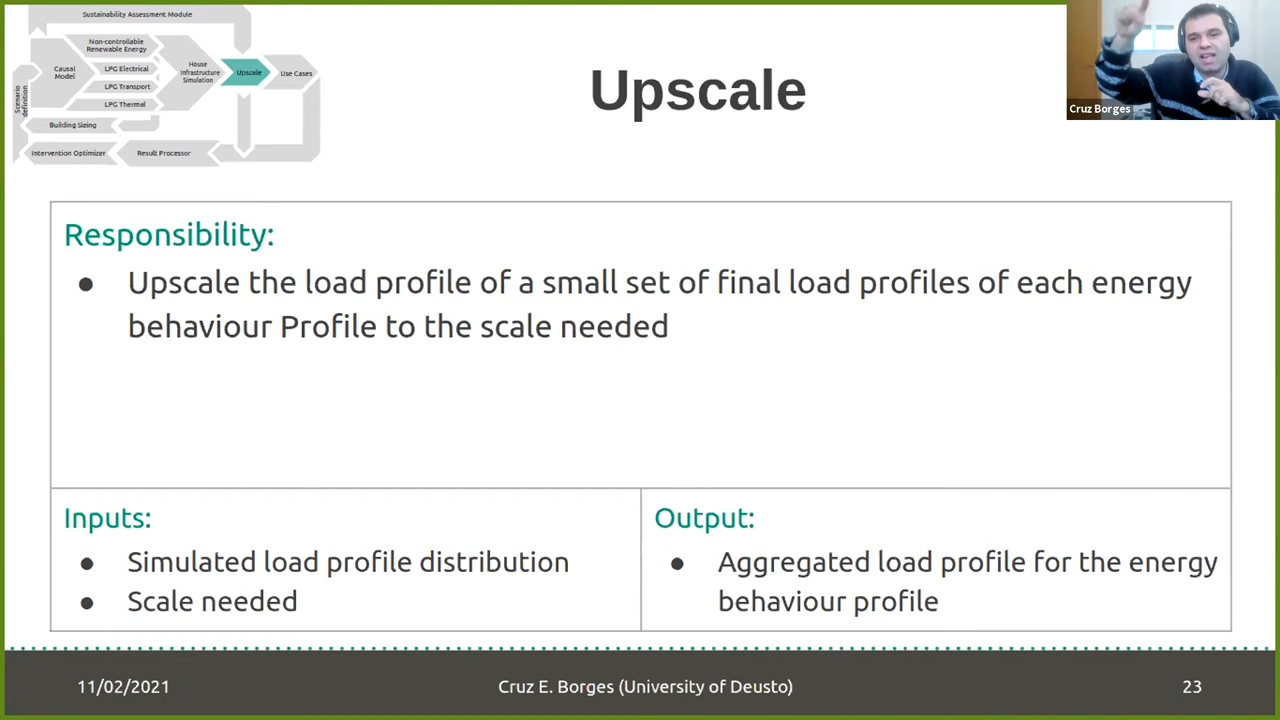 Sustainability Assessment Module
Non-controllable
Renewable Energy
Causal
Model
LPG Electrical
LPG Transport
LPG Thermal
House
Infrastructure
Simulation
Upscale
Use Cases
Scenario
definition
Building Sizing
Intervention Optimizer
Result Processor
Upscale
Cruz Borges
Responsibility:
● Upscale the load profile of a small set of final load profiles of each energy
behaviour Profile to the scale needed
Inputs:
● Simulated load profile distribution
● Scale needed
Output:
● Aggregated load profile for the energy
behaviour profile
11/02/2021
Cruz E. Borges (University of Deusto)
23